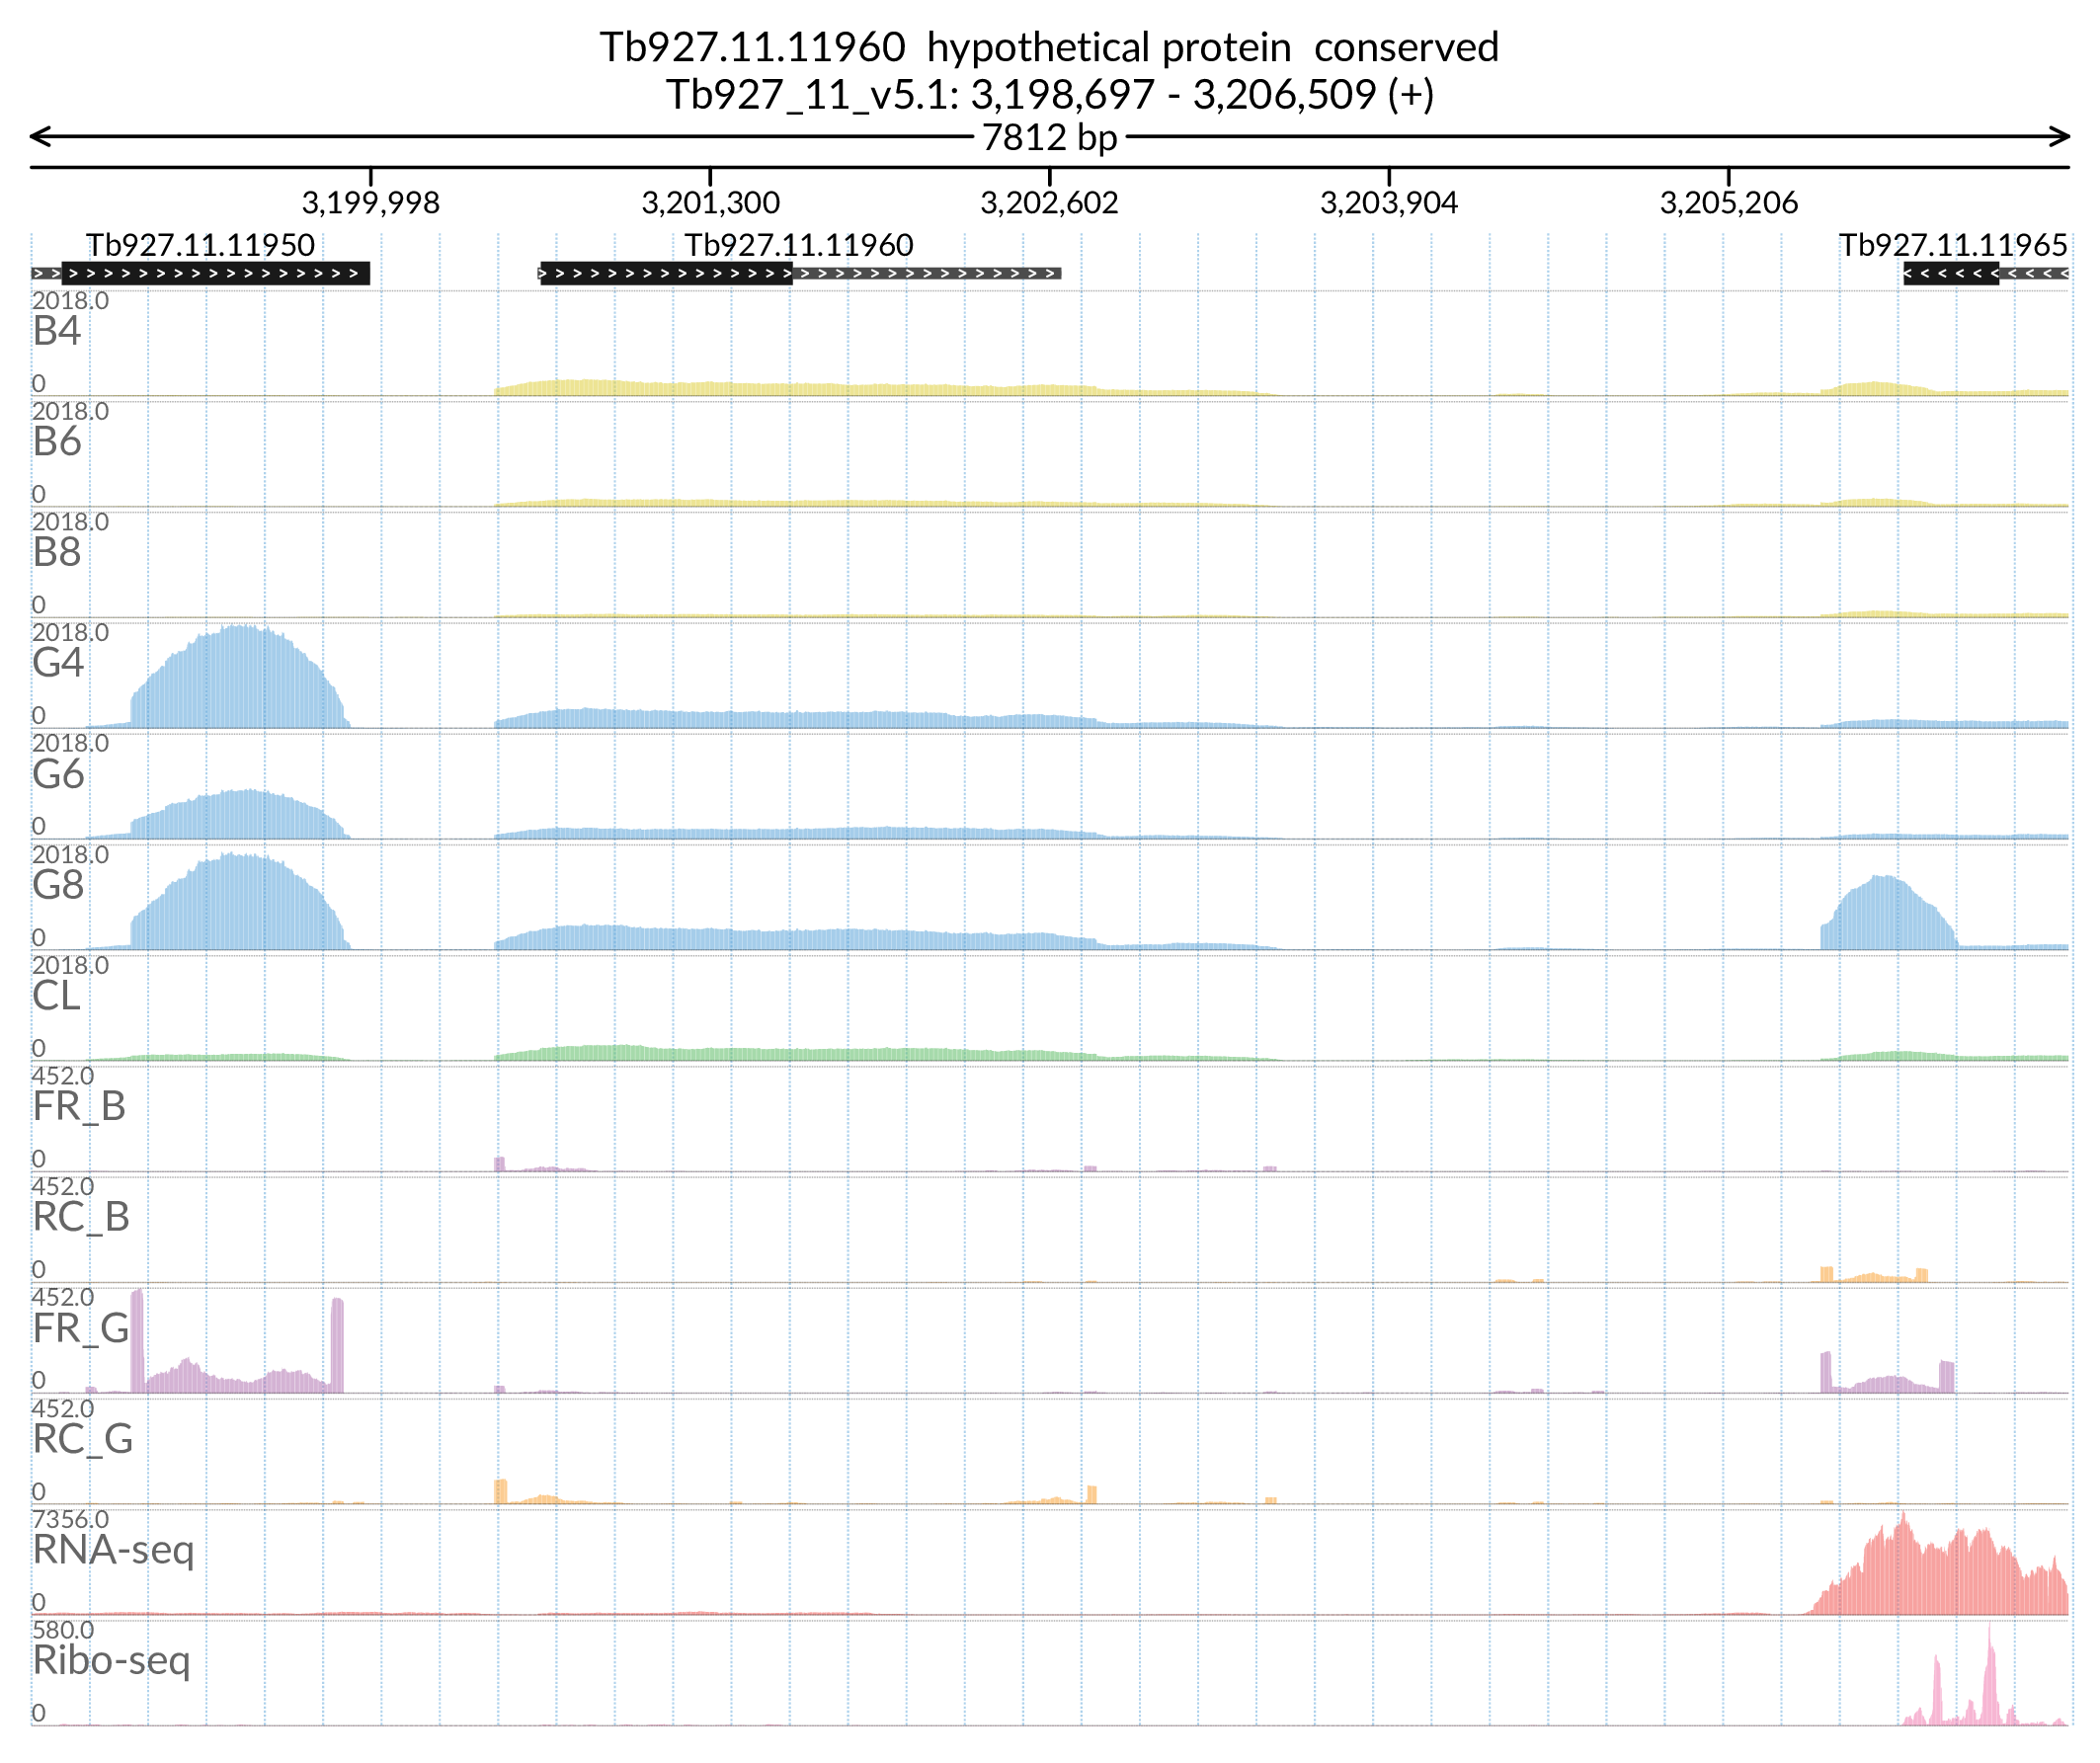 Tb927.11.11960  hypothetical protein  conserved
Tb927_11_v5.1: 3,198,697 - 3,206,509 (+)
7812 bp
3,199,998 3,201,300 3,202,602 3,203,904 3,205,206
Tb927.11.11950 Tb927.11.11960 Tb927.11.11965
2018.0
B4
0
2018.0
B6
0
2018.0
B8
0
2018.0
G4
0
2018.0
G6
0
2018.0
G8
0
2018.0
CL
0
452.0
FR_B
0
452.0
RC_B
0
452.0
FR_G
0
452.0
RC_G
0
7356.0
RNA-seq
0
580.0
Ribo-seq
0